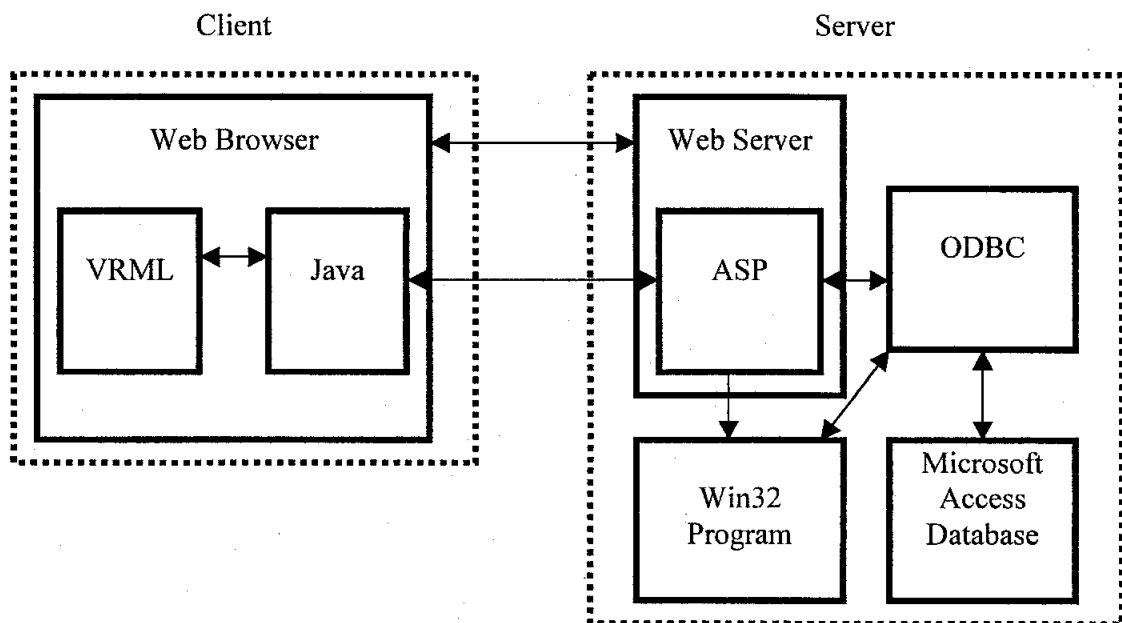 Client
Server
Web Browser
VRML
Java
Web Server
ASP
ODBC
Win32
Program
Microsoft
Access
Database